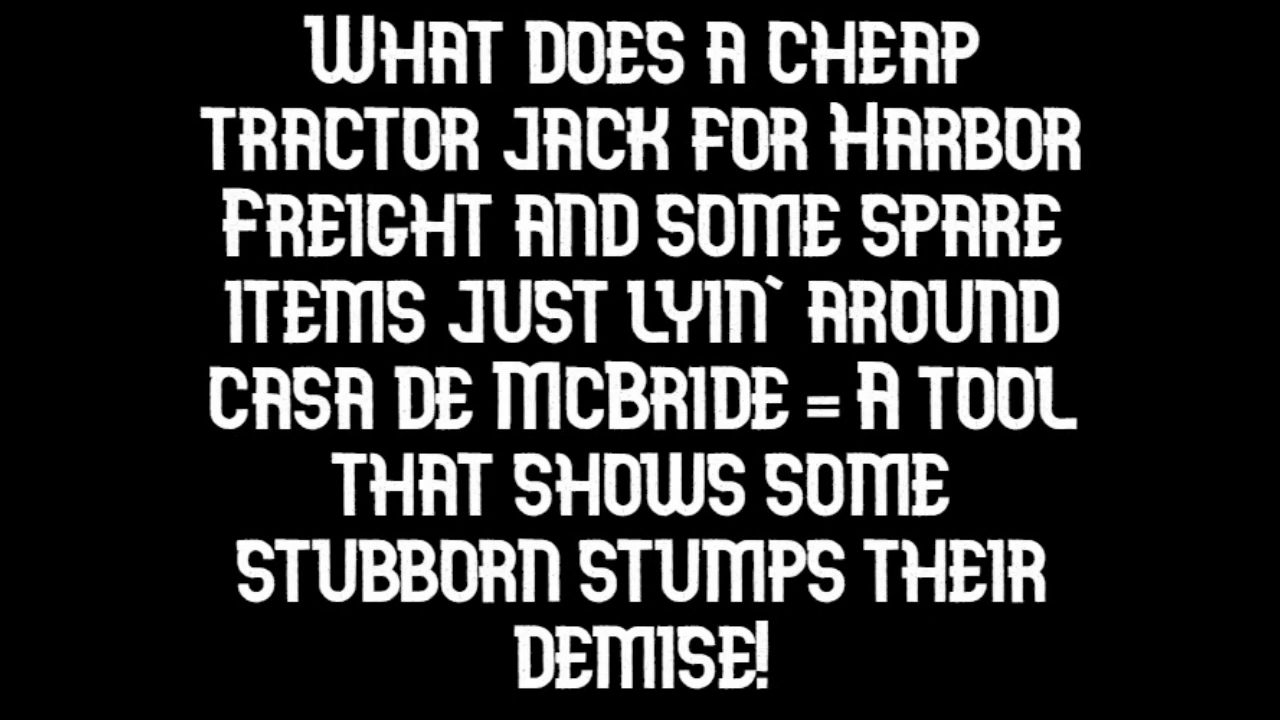 What does a cheap
tractor jack for Harbor
Freight and some spare
items just lyin` around
casa de McBride = A tool
that shows some
stubborn stumps their
demise!